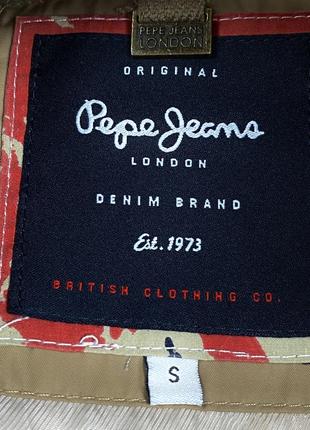 PEPE JEANS
LONDON
ORIGINAL
Pepe Jeans
LONDON
DENIM BRAND
Est. 1973
BRITISH CLOTHING CO.
S